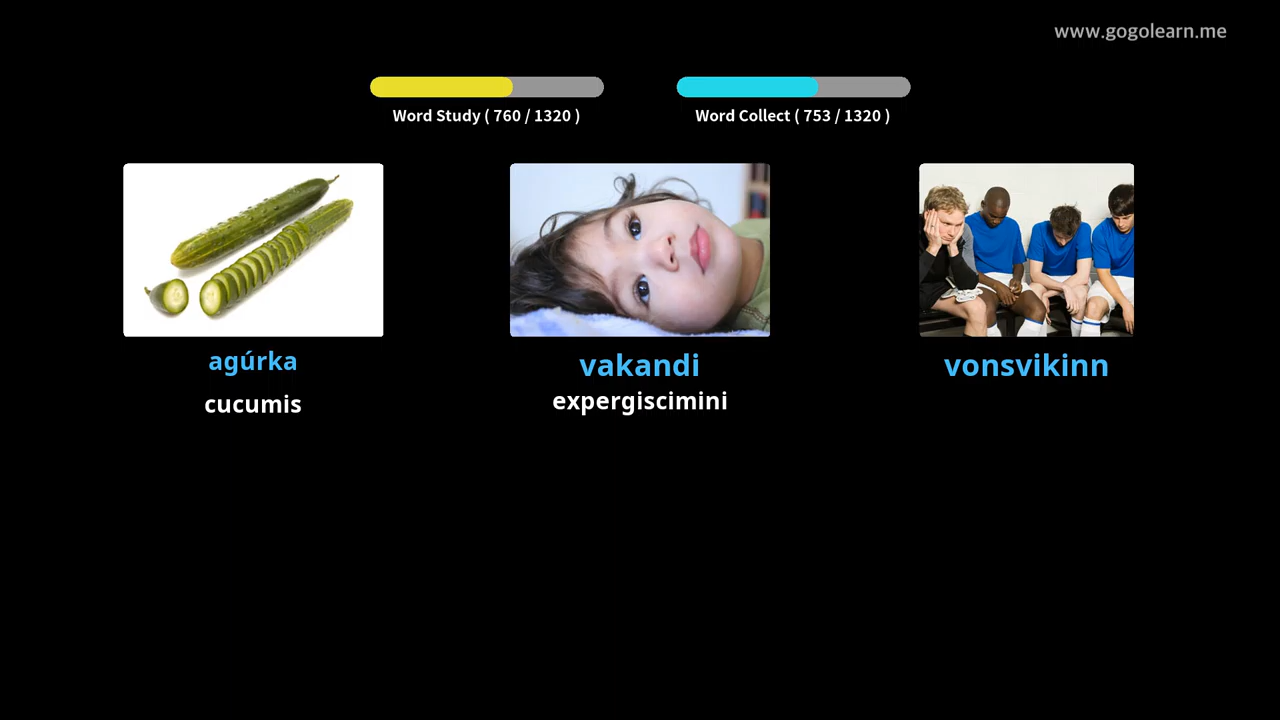 www.gogolearn.me
Word Study ( 760 / 1320 )
Word Collect ( 753 / 1320 )
agúrka
cucumis
vakandi
expergiscimini
vonsvikinn